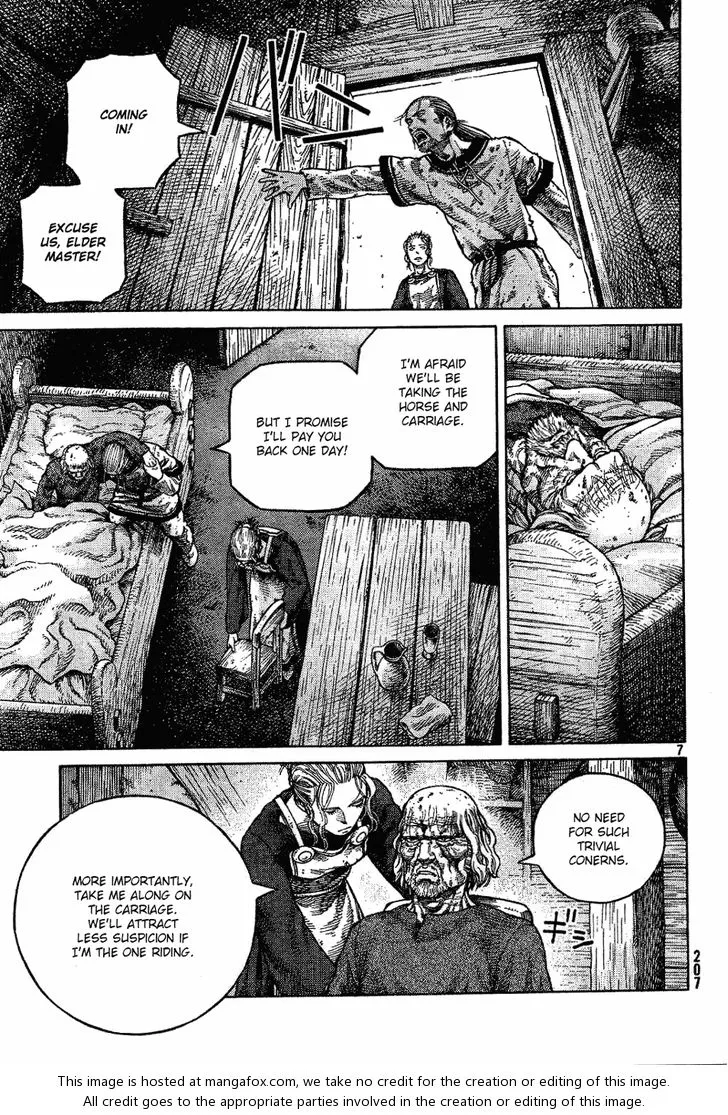 COMING
IN!
EXCUSE
US, ELDER
MASTER!
I'M AFRAID
WE'LL BE
TAKING THE
HORSE AND
CARRIAGE.
BUT I PROMISE
I'LL PAY YOU
BACK ONE DAY!
7
NO NEED
FOR SUCH
TRIVIAL
CONERNS.
MORE IMPORTANTLY,
TAKE ME ALONG ON
THE CARRIAGE.
WE'LL ATTRACT
LESS SUSPICION IF
I'M THE ONE RIDING.
ギシ
207
This image is hosted at mangafox.com, we take no credit for the creation or editing of this image.
All credit goes to the appropriate parties involved in the creation or editing of this image.